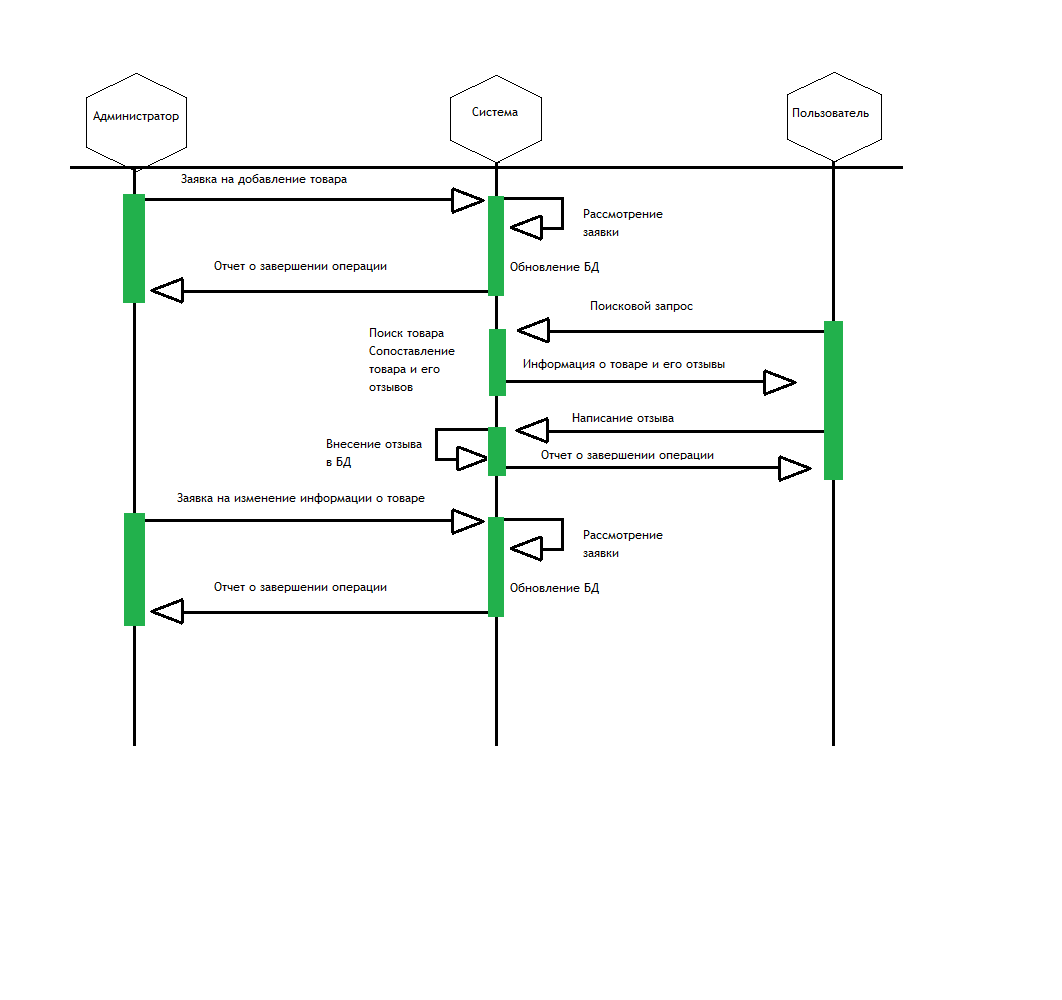 Администратор
Система
Пользователь
Заявка на добавление товара
Рассмотрение
заявки
Отчет о завершении операции
Обновление БД
Поисковой запрос
Поиск товара
Сопоставление
товара и его
отзывов
Информация о товаре и его отзывы
Написание отзыва
Внесение отзыва
в БД
Отчет о завершении операции
Заявка на изменение информации о товаре
Рассмотрение
заявки
Отчет о завершении операции
Обновление БД